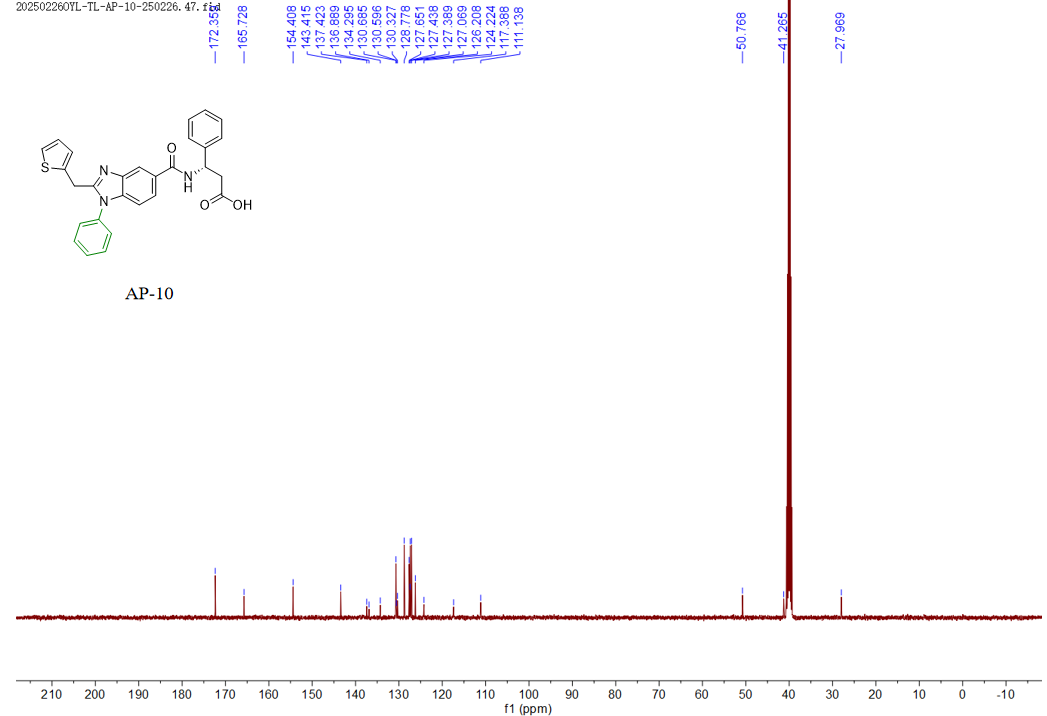 20250226OYL-TL-AP-10-250226.47.fid
172.359
165.728
154.408
143.415
137.423
136.889
134.295
130.685
130.596
130.327
128.778
127.651
127.438
127.389
127.069
126.208
124.224
117.388
111.138
50.768
41.265
27.969
S
N
N
O
N
H
O
OH
AP-10
210 200 190 180 170 160 150 140 130 120 110 100 90 80 70 60 50 40 30 20 10 0 -10
f1 (ppm)